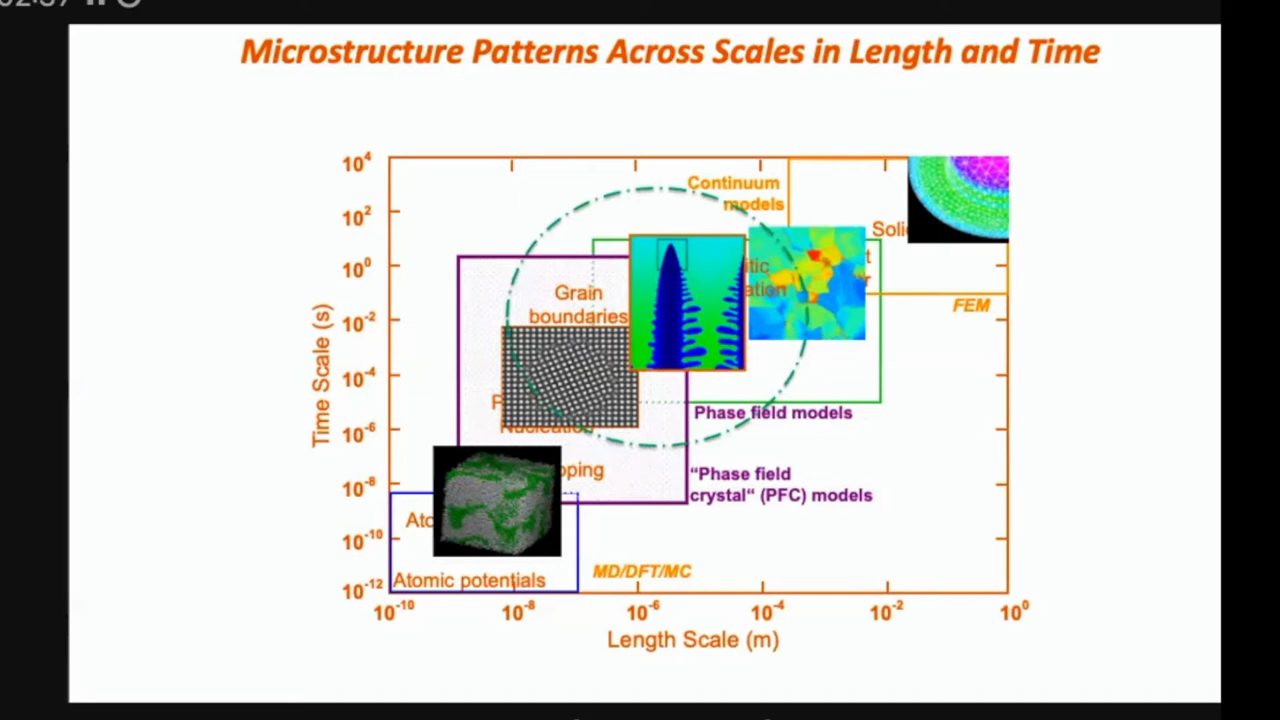 Microstructure Patterns Across Scales in Length and Time
10⁴
10²
10⁰
10⁻²
10⁻⁴
10⁻⁶
10⁻⁸
10⁻¹⁰
10⁻¹²
Time Scale (s)
Continuum
models
FEM
Grain
boundaries
Nucleation
Phase field models
"Phase field
crystal" (PFC) models
Atomic potentials
MD/DFT/MC
10⁻¹⁰ 10⁻⁸ 10⁻⁶ 10⁻⁴ 10⁻² 10⁰
Length Scale (m)